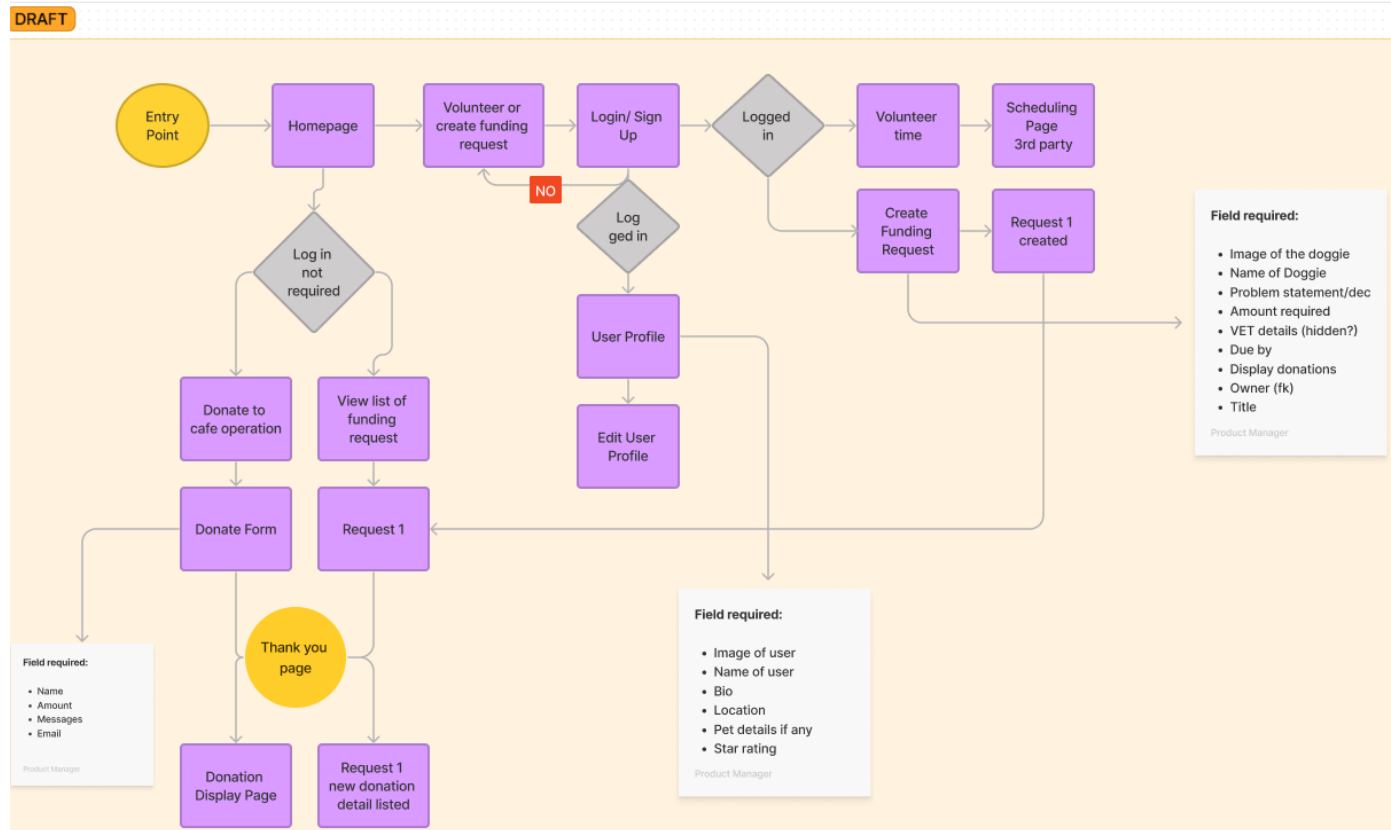 DRAFT
Entry
Point
Homepage
Volunteer or
create funding
request
Login/ Sign
Up
Logged
in
Volunteer
time
Scheduling
Page
3rd party
NO
Log
ged in
Create
Funding
Request
Request 1
created
Field required:
Image of the doggie
Name of Doggie
Problem statement/dec
Amount required
VET details (hidden?)
Due by
Display donations
Owner (fk)
Title
Product Manager
Log in
not
required
User Profile
Donate to
cafe operation
View list of
funding
request
Edit User
Profile
Donate Form
Request 1
Thank you
page
Field required:
Name
Amount
Messages
Email
Product Manager
Field required:
Image of user
Name of user
Bio
Location
Pet details if any
Star rating
Product Manager
Donation
Display Page
Request 1
new donation
detail listed